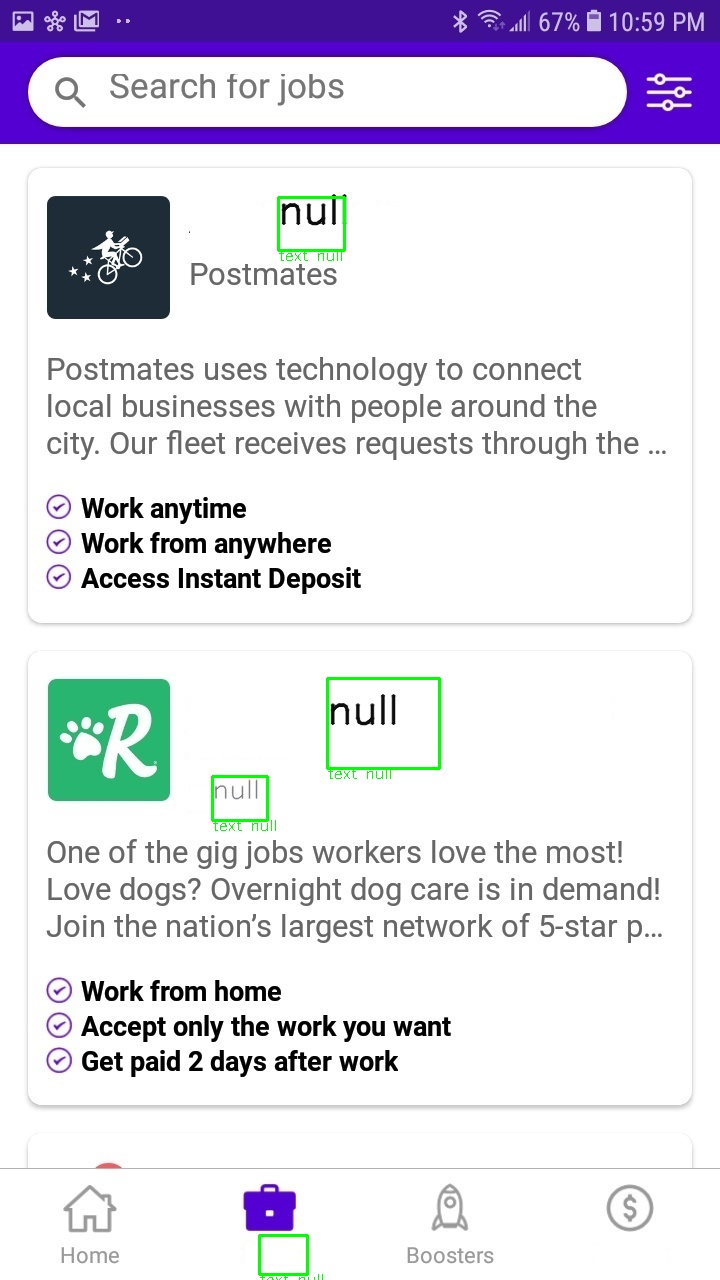 67% 10:59 PM
Search for jobs
null
text null
Postmates
Postmates uses technology to connect
local businesses with people around the
city. Our fleet receives requests through the ...
Work anytime
Work from anywhere
Access Instant Deposit
R
null
text null
null
text null
One of the gig jobs workers love the most!
Love dogs? Overnight dog care is in demand!
Join the nation's largest network of 5-star p...
Work from home
Accept only the work you want
Get paid 2 days after work
$
Home
Boosters
text null